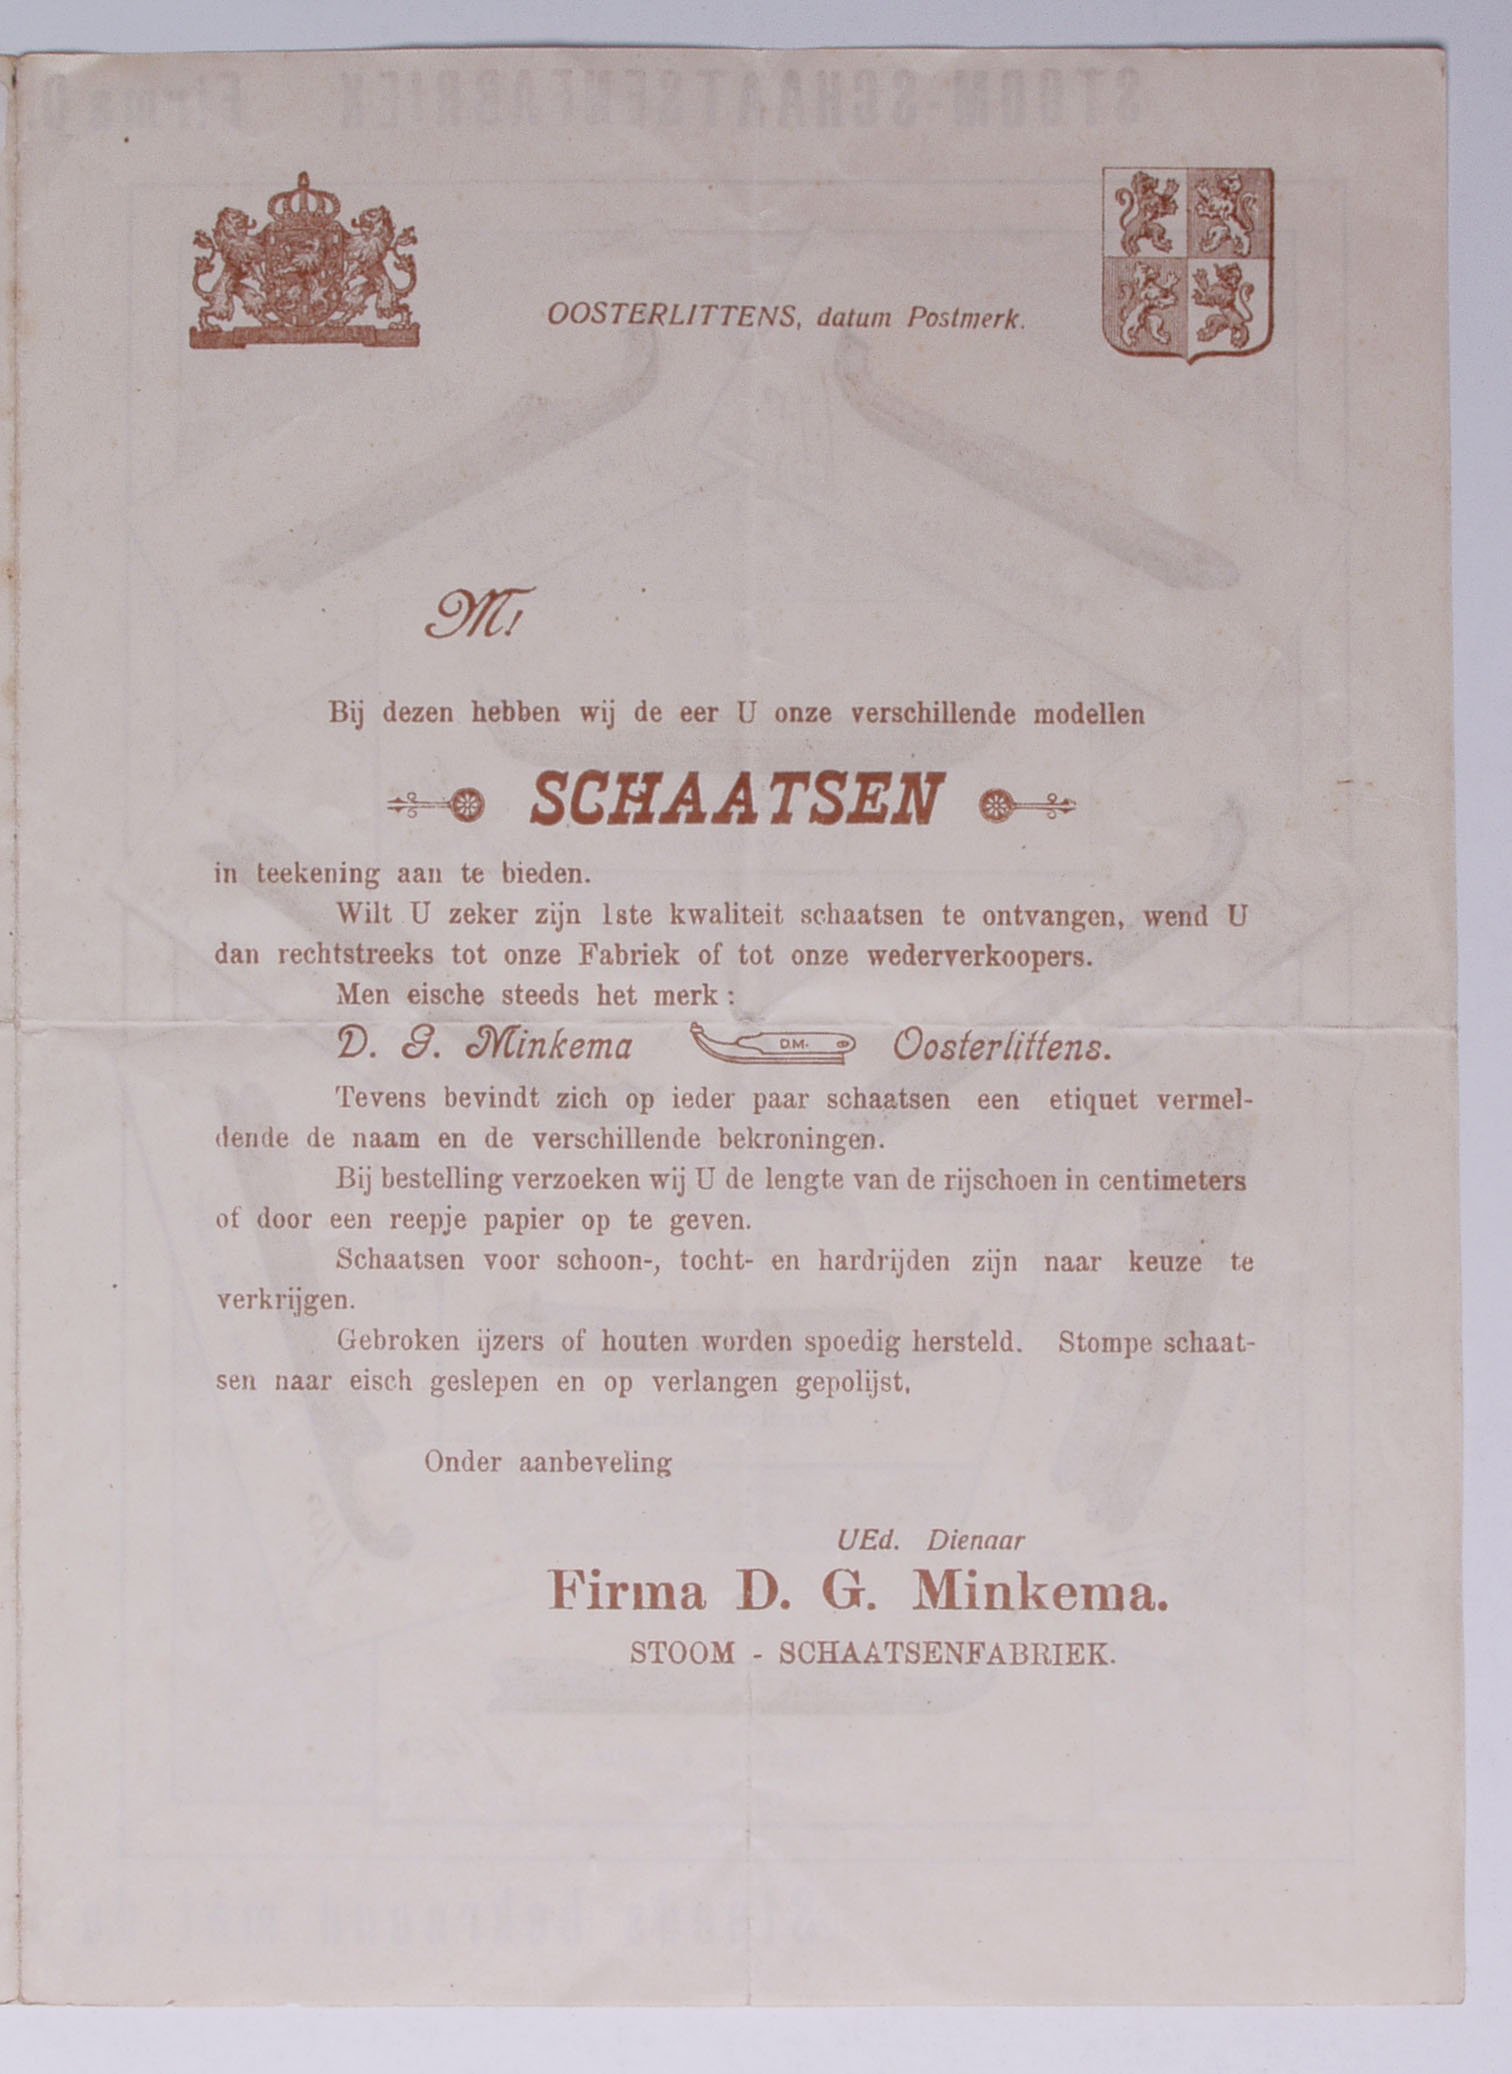 OOSTERLITTENS, datum Postmerk.
M!
Bij dezen hebben wij de eer U onze verschillende modellen
SCHAATSEN
in teekening aan te bieden.
Wilt U zeker zijn 1ste kwaliteit schaatsen te ontvangen, wend U
dan rechtstreeks tot onze Fabriek of tot onze wederverkoopers.
Men eische steeds het merk :
D. G. Minkema D.M. Oosterlittens.
Tevens bevindt zich op ieder paar schaatsen een etiquet vermel-
dende de naam en de verschillende bekroningen.
Bij bestelling verzoeken wij U de lengte van de rijschoen in centimeters
of door een reepje papier op te geven.
Schaatsen voor schoon-, tocht- en hardrijden zijn naar keuze te
verkrijgen.
Gebroken ijzers of houten worden spoedig hersteld. Stompe schaat-
sen naar eisch geslepen en op verlangen gepolijst,
Onder aanbeveling
UEd. Dienaar
Firma D. G. Minkema.
STOOM - SCHAATSENFABRIEK.